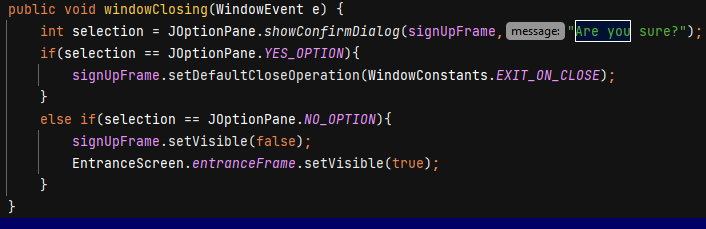 public void windowClosing(WindowEvent e) {
int selection = JOptionPane.showConfirmDialog(signUpFrame, message: "Are you sure?");
if(selection == JOptionPane.YES_OPTION){
signUpFrame.setDefaultCloseOperation(WindowConstants.EXIT_ON_CLOSE);
}
else if(selection == JOptionPane.NO_OPTION){
signUpFrame.setVisible(false);
EntranceScreen.entranceFrame.setVisible(true);
}
}